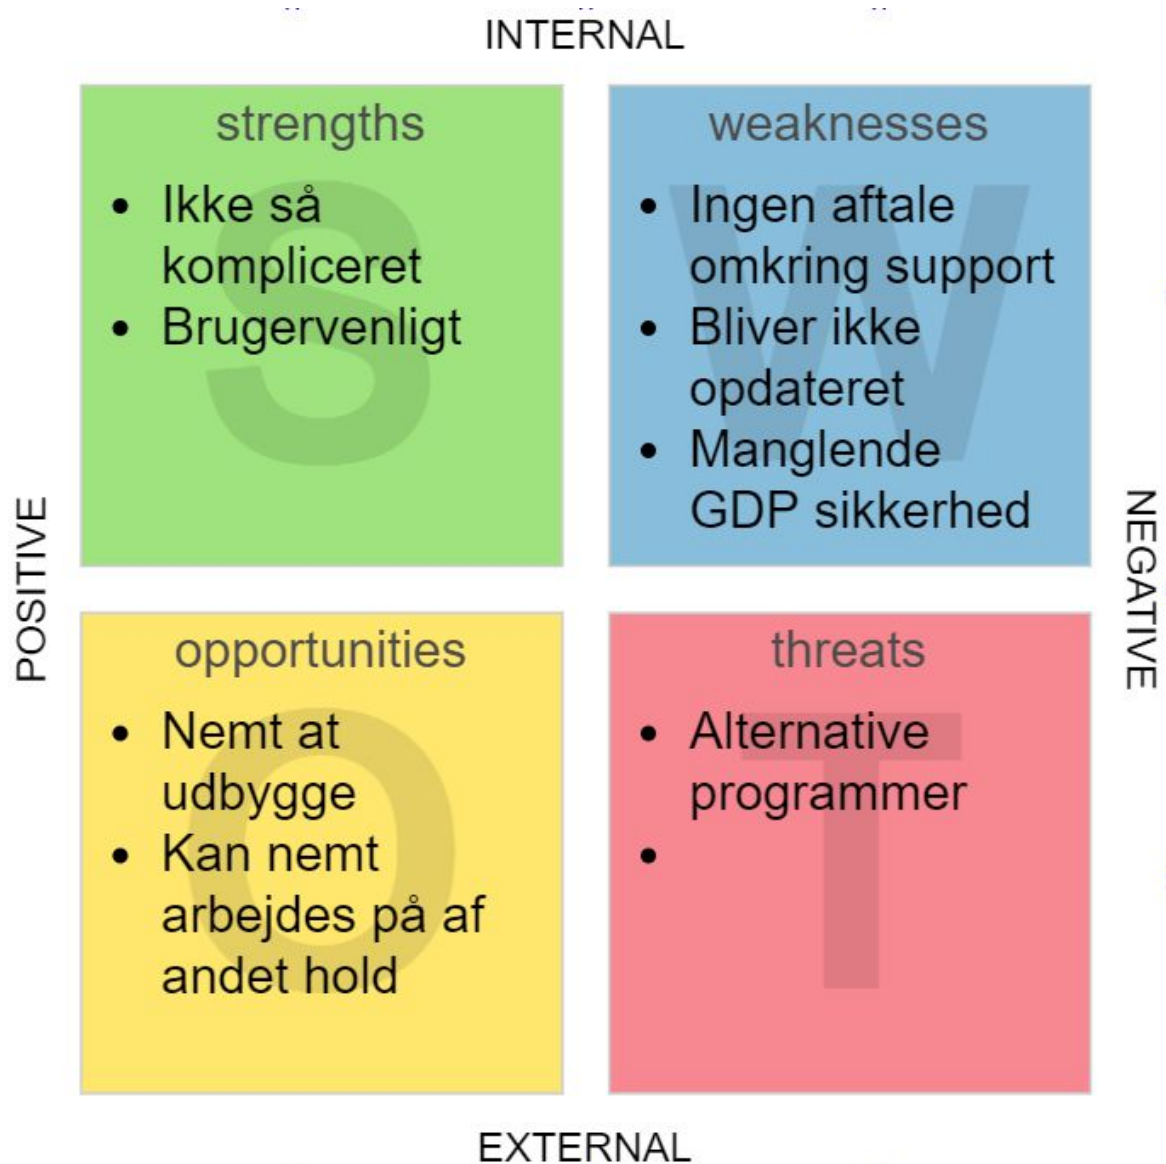 INTERNAL
strengths
• Ikke så
kompliceret
• Brugervenligt
weaknesses
• Ingen aftale
omkring support
• Bliver ikke
opdateret
• Manglende
GDP sikkerhed
POSITIVE
NEGATIVE
opportunities
• Nemt at
udbygge
• Kan nemt
arbejdes på af
andet hold
threats
• Alternative
programmer
•
EXTERNAL